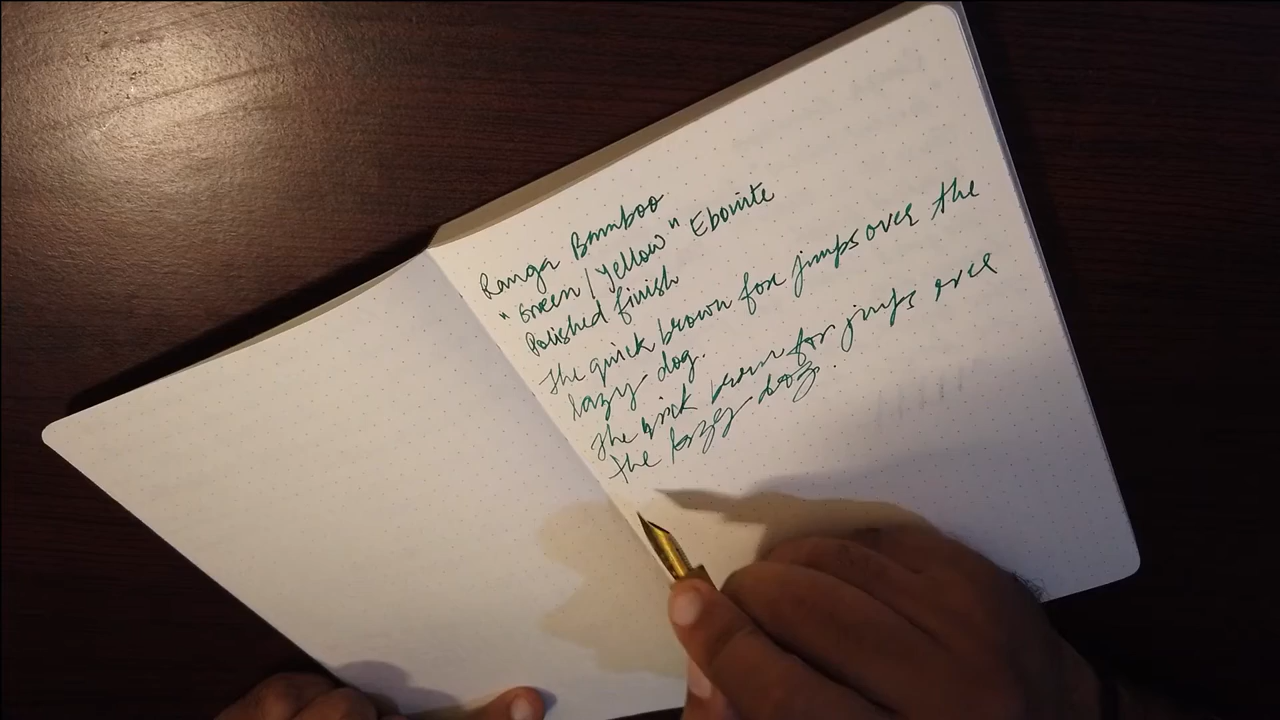 Ranga Bamboo
"Green/Yellow" Ebonite
Polished finish
The quick brown fox jumps over the
lazy dog.
The quick brown fox jumps over
the lazy dog.